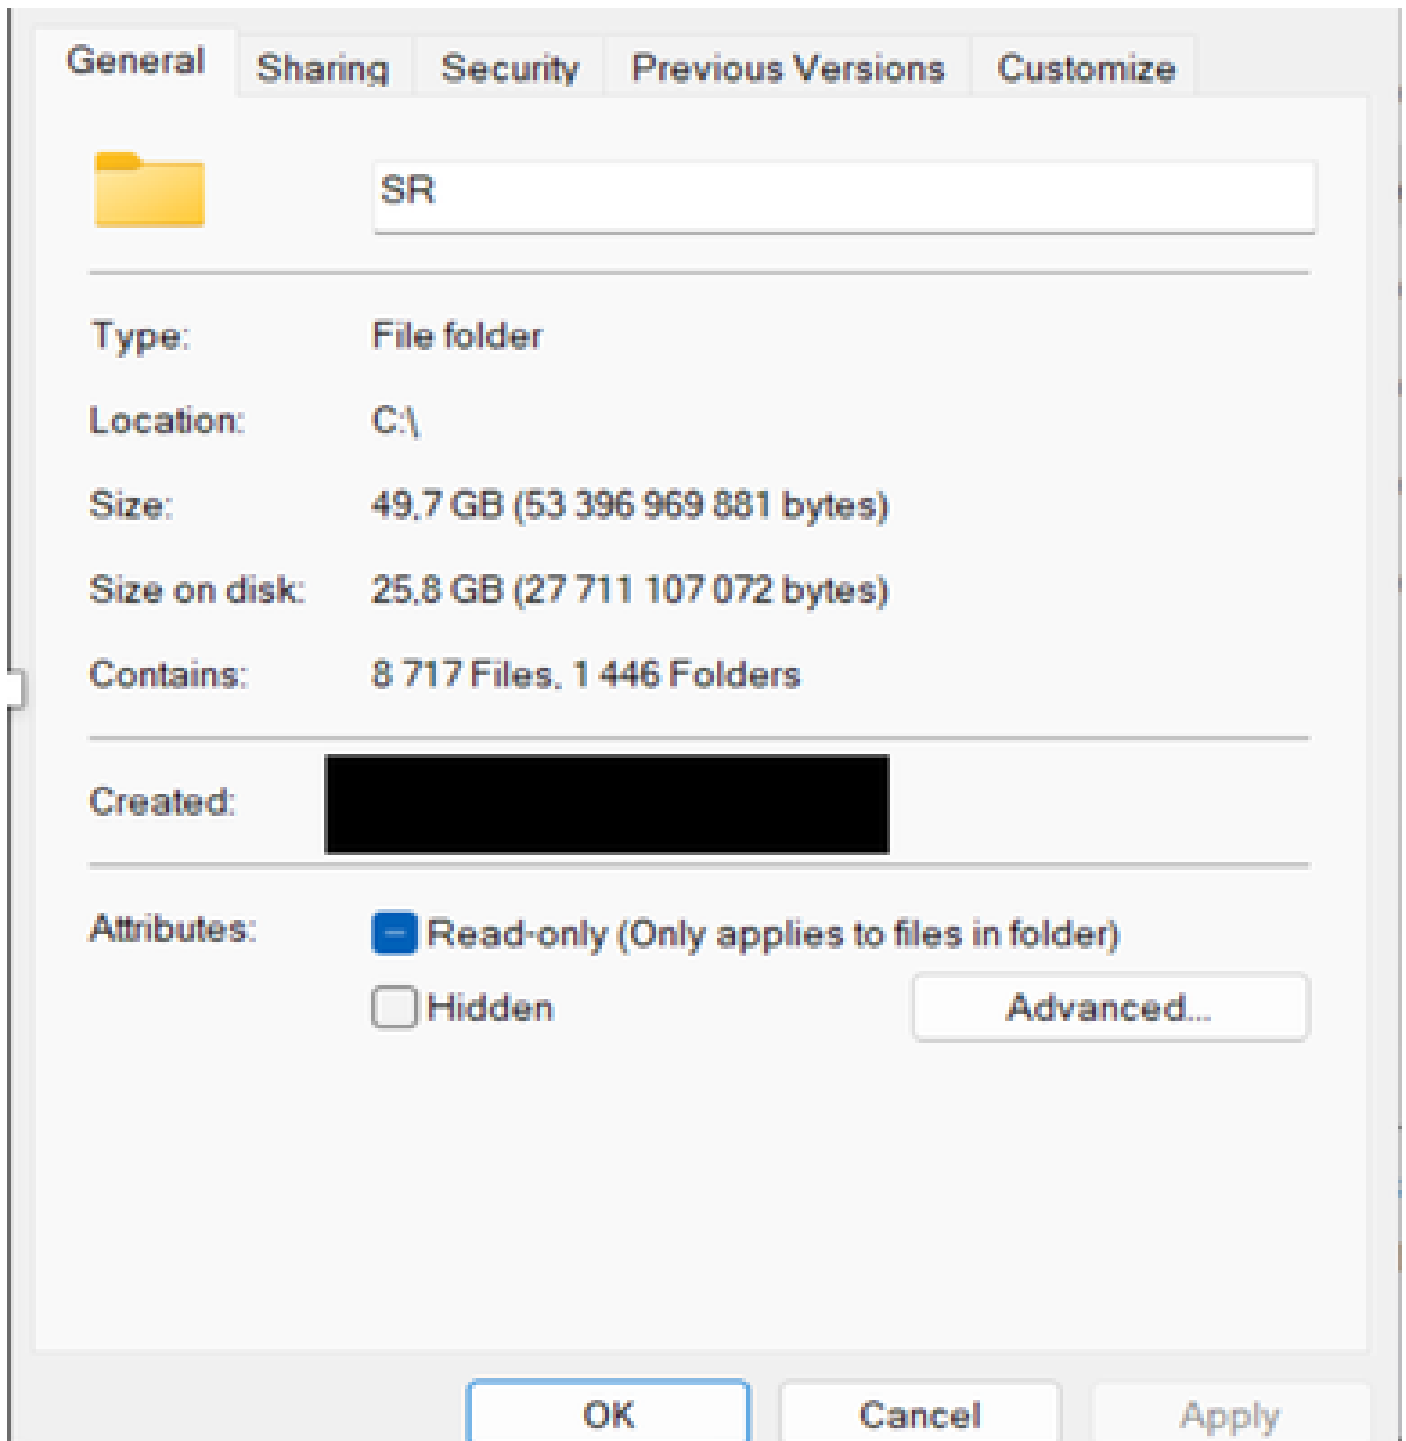 General Sharing Security Previous Versions Customize
SR
Type: File folder
Location: C:\
Size: 49,7 GB (53 396 969 881 bytes)
Size on disk: 25,8 GB (27 711 107 072 bytes)
Contains: 8 717 Files, 1 446 Folders
Created:
Attributes: Read-only (Only applies to files in folder)
Hidden Advanced...
OK Cancel Apply